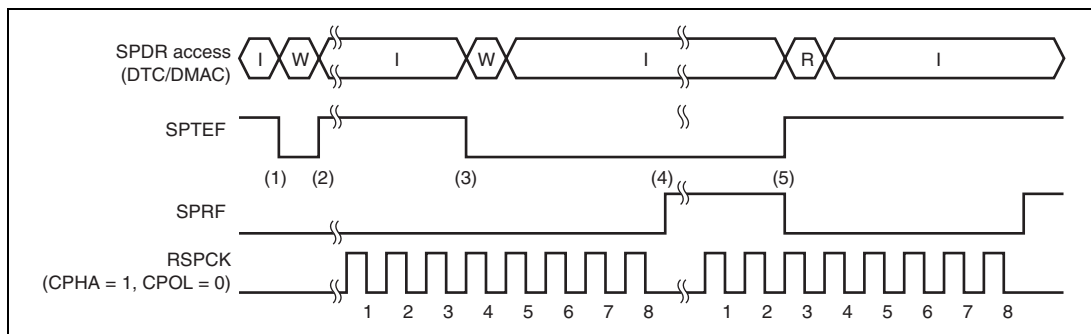 SPDR access
(DTC/DMAC)
I W I W I R I
SPTEF
(1) (2) (3) (4) (5)
SPRF
RSPCK
(CPHA = 1, CPOL = 0)
1 2 3 4 5 6 7 8 1 2 3 4 5 6 7 8